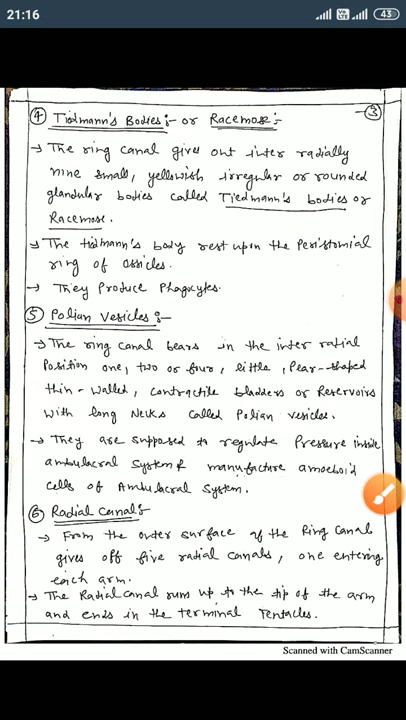 21:16
Vo LTE
43
3
④ Tiedmann's Bodies :- or Racemose :-
→ The ring canal gives out inter radially
nine small, yellowish irregular or rounded
glandular bodies called Tiedmann's bodies or
Racemose.
→ The tidmann's body rest upon the Peristomial
ring of ossicles.
→ They Produce Phagocytes.
⑤ Polian Vesicles :-
→ The ring canal bears in the inter ratial
Position one, two or four, little, Pear-shaped
thin-walled, contractile bladders or Reservoirs
with long Necks called Polian vesicles.
→ They are supposed to regulate Pressure inside
ambulacral system & manufacture amoeboid
cells of Ambulacral System.
⑥ Radial Canals
→ From the outer surface of the Ring Canal
gives off five radial canals, one entering
each arm.
→ The Radial canal runs up to the tip of the arm
and ends in the terminal Tentacles.
Scanned with CamScanner